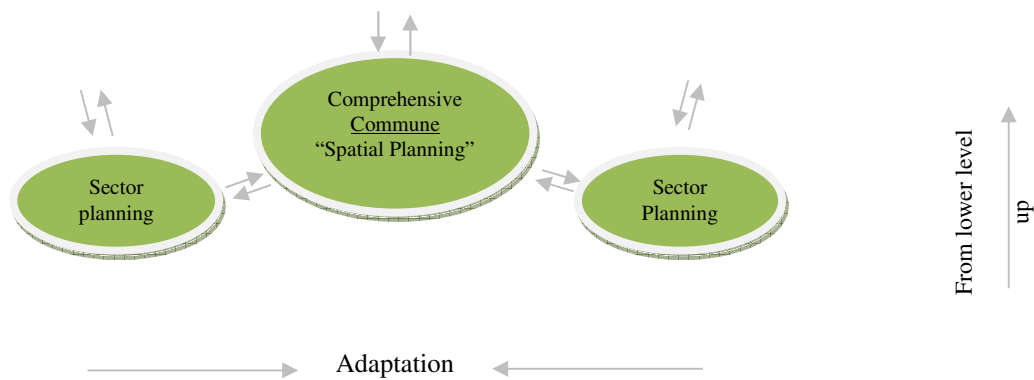 Comprehensive
Commune
“Spatial Planning”
Sector
planning
Sector
Planning
From lower level
up
Adaptation